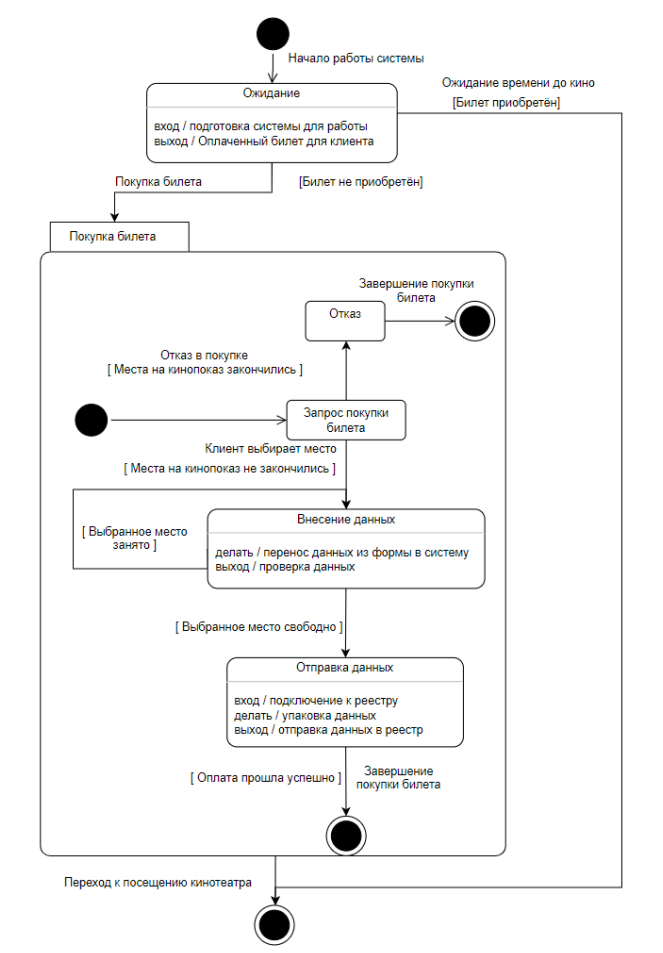 Начало работы системы
Ожидание
вход / подготовка системы для работы
выход / Оплаченный билет для клиента
Ожидание времени до кино
[Билет приобретён]
Покупка билета
[Билет не приобретён]
Покупка билета
Завершение покупки
билета
Отказ
Отказ в покупке
[ Места на кинопоказ закончились ]
Запрос покупки
билета
Клиент выбирает место
[ Места на кинопоказ не закончились ]
Внесение данных
[ Выбранное место
занято ]
делать / перенос данных из формы в систему
выход / проверка данных
[ Выбранное место свободно ]
Отправка данных
вход / подключение к реестру
делать / упаковка данных
выход / отправка данных в реестр
[ Оплата прошла успешно ]
Завершение
покупки билета
Переход к посещению кинотеатра